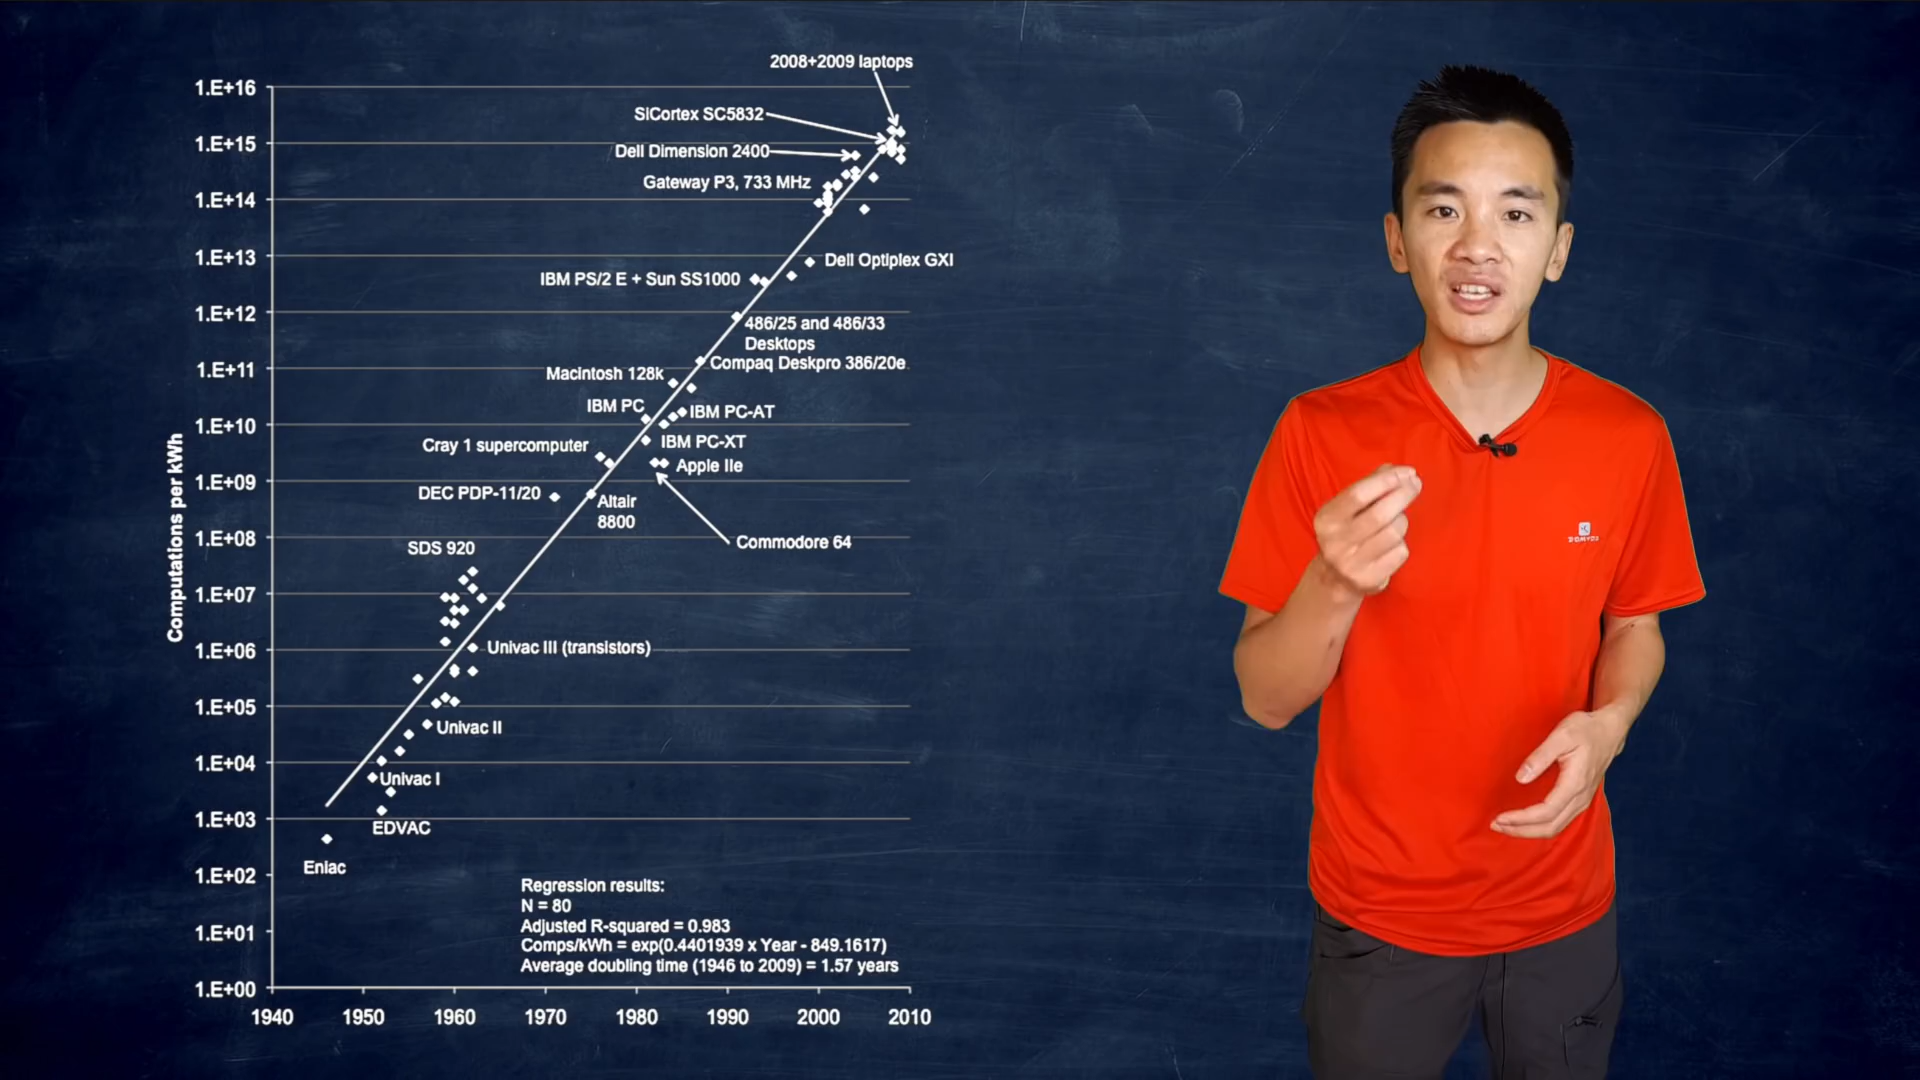 2008+2009 laptops
1.E+16
SiCortex SC5832
1.E+15
Dell Dimension 2400
Gateway P3, 733 MHz
1.E+14
1.E+13
Dell Optiplex GXI
IBM PS/2 E + Sun SS1000
1.E+12
486/25 and 486/33
Desktops
Compaq Deskpro 386/20e
1.E+11
Macintosh 128k
IBM PC
IBM PC-AT
1.E+10
IBM PC-XT
Cray 1 supercomputer
Apple IIe
1.E+09
DEC PDP-11/20
Altair
8800
1.E+08
Commodore 64
SDS 920
1.E+07
Computations per kWh
1.E+06
Univac III (transistors)
1.E+05
Univac II
1.E+04
Univac I
1.E+03
EDVAC
Eniac
1.E+02
Regression results:
N = 80
Adjusted R-squared = 0.983
1.E+01
Comps/kWh = exp(0.4401939 x Year - 849.1617)
Average doubling time (1946 to 2009) = 1.57 years
1.E+00
1940 1950 1960 1970 1980 1990 2000 2010